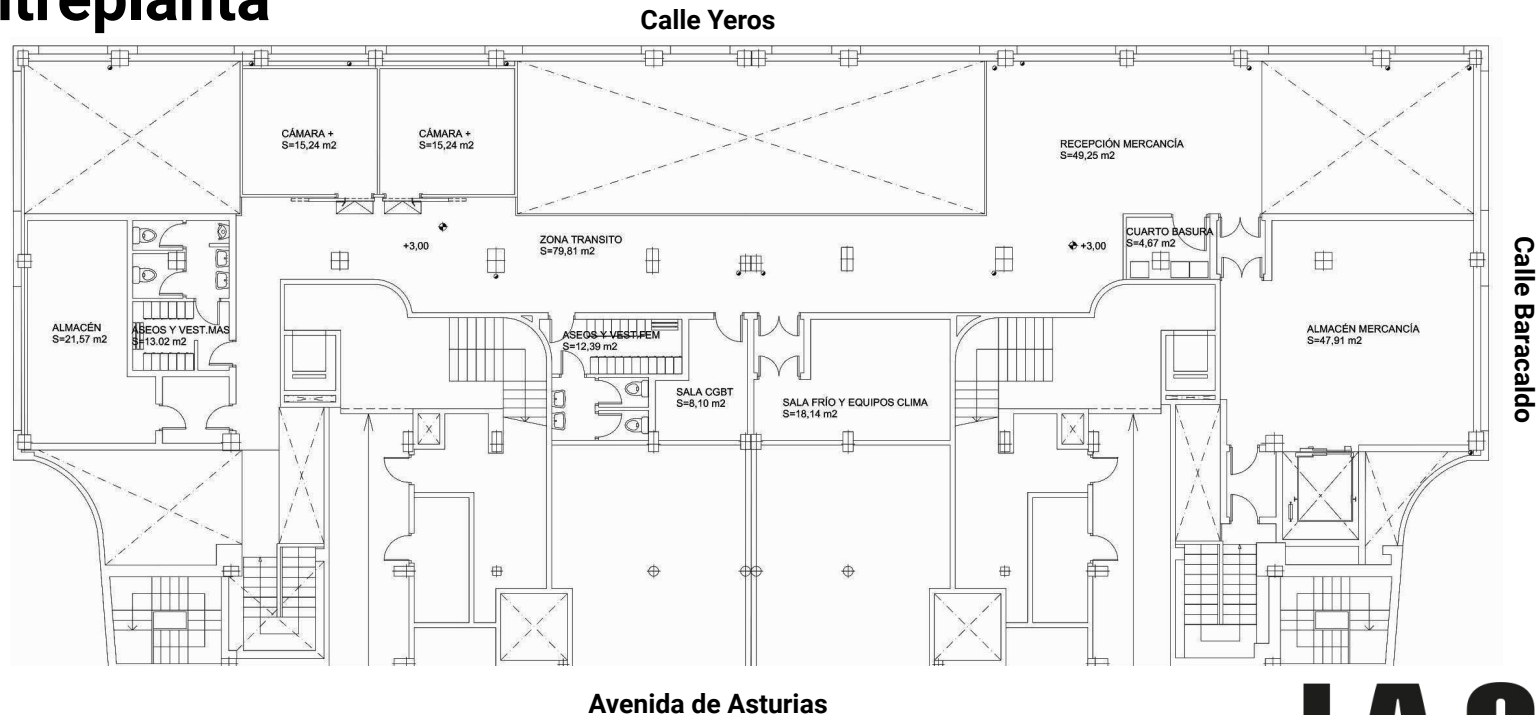 ntreplanta
Calle Yeros
CÁMARA +
S=15,24 m2
CÁMARA +
S=15,24 m2
RECEPCIÓN MERCANCÍA
S=49,25 m2
+3,00
ZONA TRANSITO
S=79,81 m2
+3,00
CUARTO BASURA
S=4,67 m2
ALMACÉN
S=21,57 m2
ASEOS Y VEST.MAS
S=13.02 m2
ASEOS Y VEST.FEM
S=12,39 m2
ALMACÉN MERCANCÍA
S=47,91 m2
SALA CGBT
S=8,10 m2
SALA FRÍO Y EQUIPOS CLIMA
S=18,14 m2
Calle Baracaldo
Avenida de Asturias